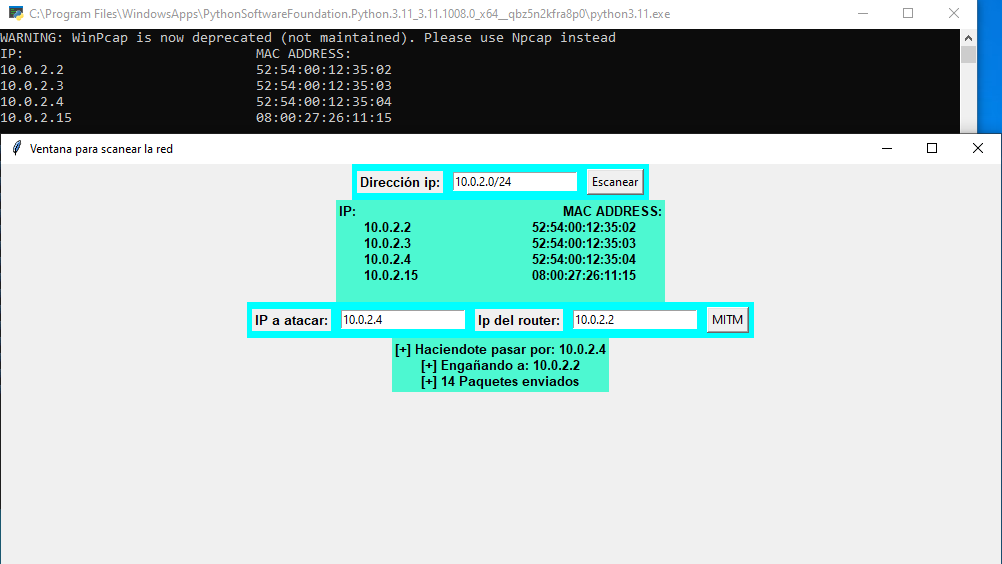 C:\Program Files\WindowsApps\PythonSoftwareFoundation.Python.3.11_3.11.1008.0_x64__qbz5n2kfra8p0\python3.11.exe
WARNING: WinPcap is now deprecated (not maintained). Please use Npcap instead
IP: MAC ADDRESS:
10.0.2.2 52:54:00:12:35:02
10.0.2.3 52:54:00:12:35:03
10.0.2.4 52:54:00:12:35:04
10.0.2.15 08:00:27:26:11:15
Ventana para scanear la red
Dirección ip: 10.0.2.0/24 Escanear
IP: MAC ADDRESS:
10.0.2.2 52:54:00:12:35:02
10.0.2.3 52:54:00:12:35:03
10.0.2.4 52:54:00:12:35:04
10.0.2.15 08:00:27:26:11:15
IP a atacar: 10.0.2.4 Ip del router: 10.0.2.2 MITM
[+] Haciendote pasar por: 10.0.2.4
[+] Engañando a: 10.0.2.2
[+] 14 Paquetes enviados